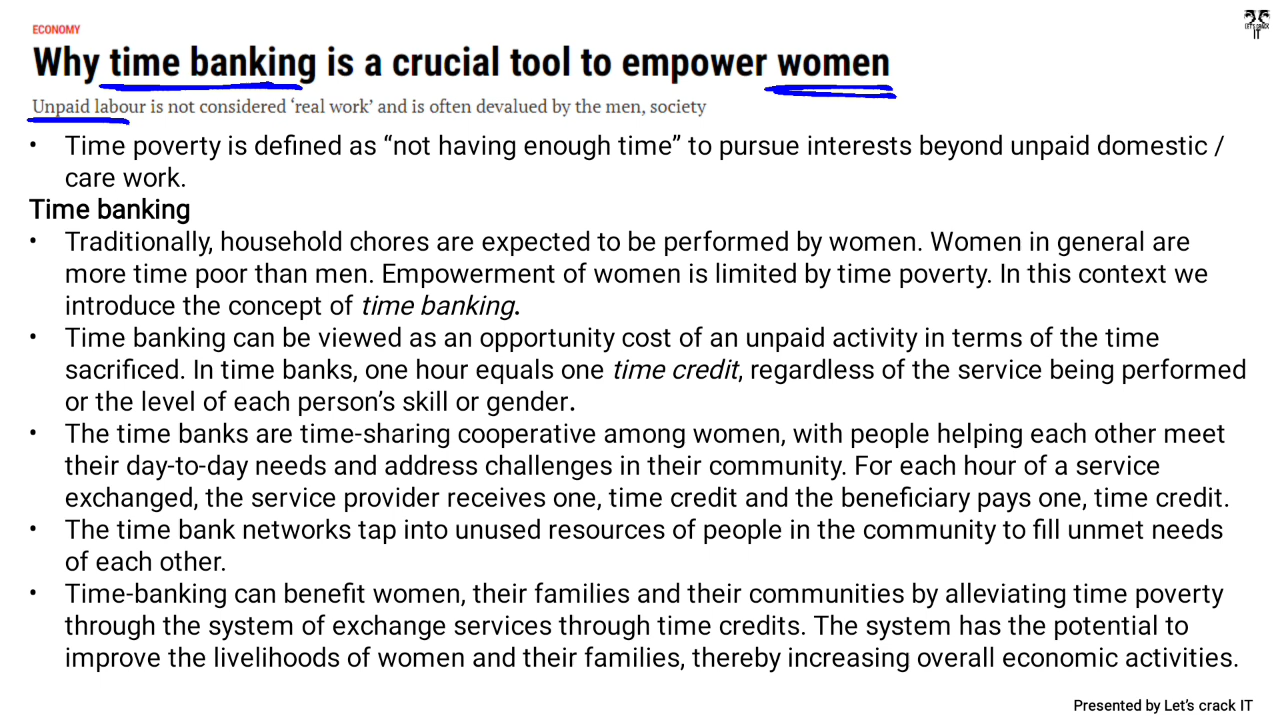 ECONOMY
LET'S CRACK
IT
Why time banking is a crucial tool to empower women
Unpaid labour is not considered ‘real work’ and is often devalued by the men, society
• Time poverty is defined as “not having enough time” to pursue interests beyond unpaid domestic /
care work.
Time banking
• Traditionally, household chores are expected to be performed by women. Women in general are
more time poor than men. Empowerment of women is limited by time poverty. In this context we
introduce the concept of time banking.
• Time banking can be viewed as an opportunity cost of an unpaid activity in terms of the time
sacrificed. In time banks, one hour equals one time credit, regardless of the service being performed
or the level of each person’s skill or gender.
• The time banks are time-sharing cooperative among women, with people helping each other meet
their day-to-day needs and address challenges in their community. For each hour of a service
exchanged, the service provider receives one, time credit and the beneficiary pays one, time credit.
• The time bank networks tap into unused resources of people in the community to fill unmet needs
of each other.
• Time-banking can benefit women, their families and their communities by alleviating time poverty
through the system of exchange services through time credits. The system has the potential to
improve the livelihoods of women and their families, thereby increasing overall economic activities.
Presented by Let’s crack IT